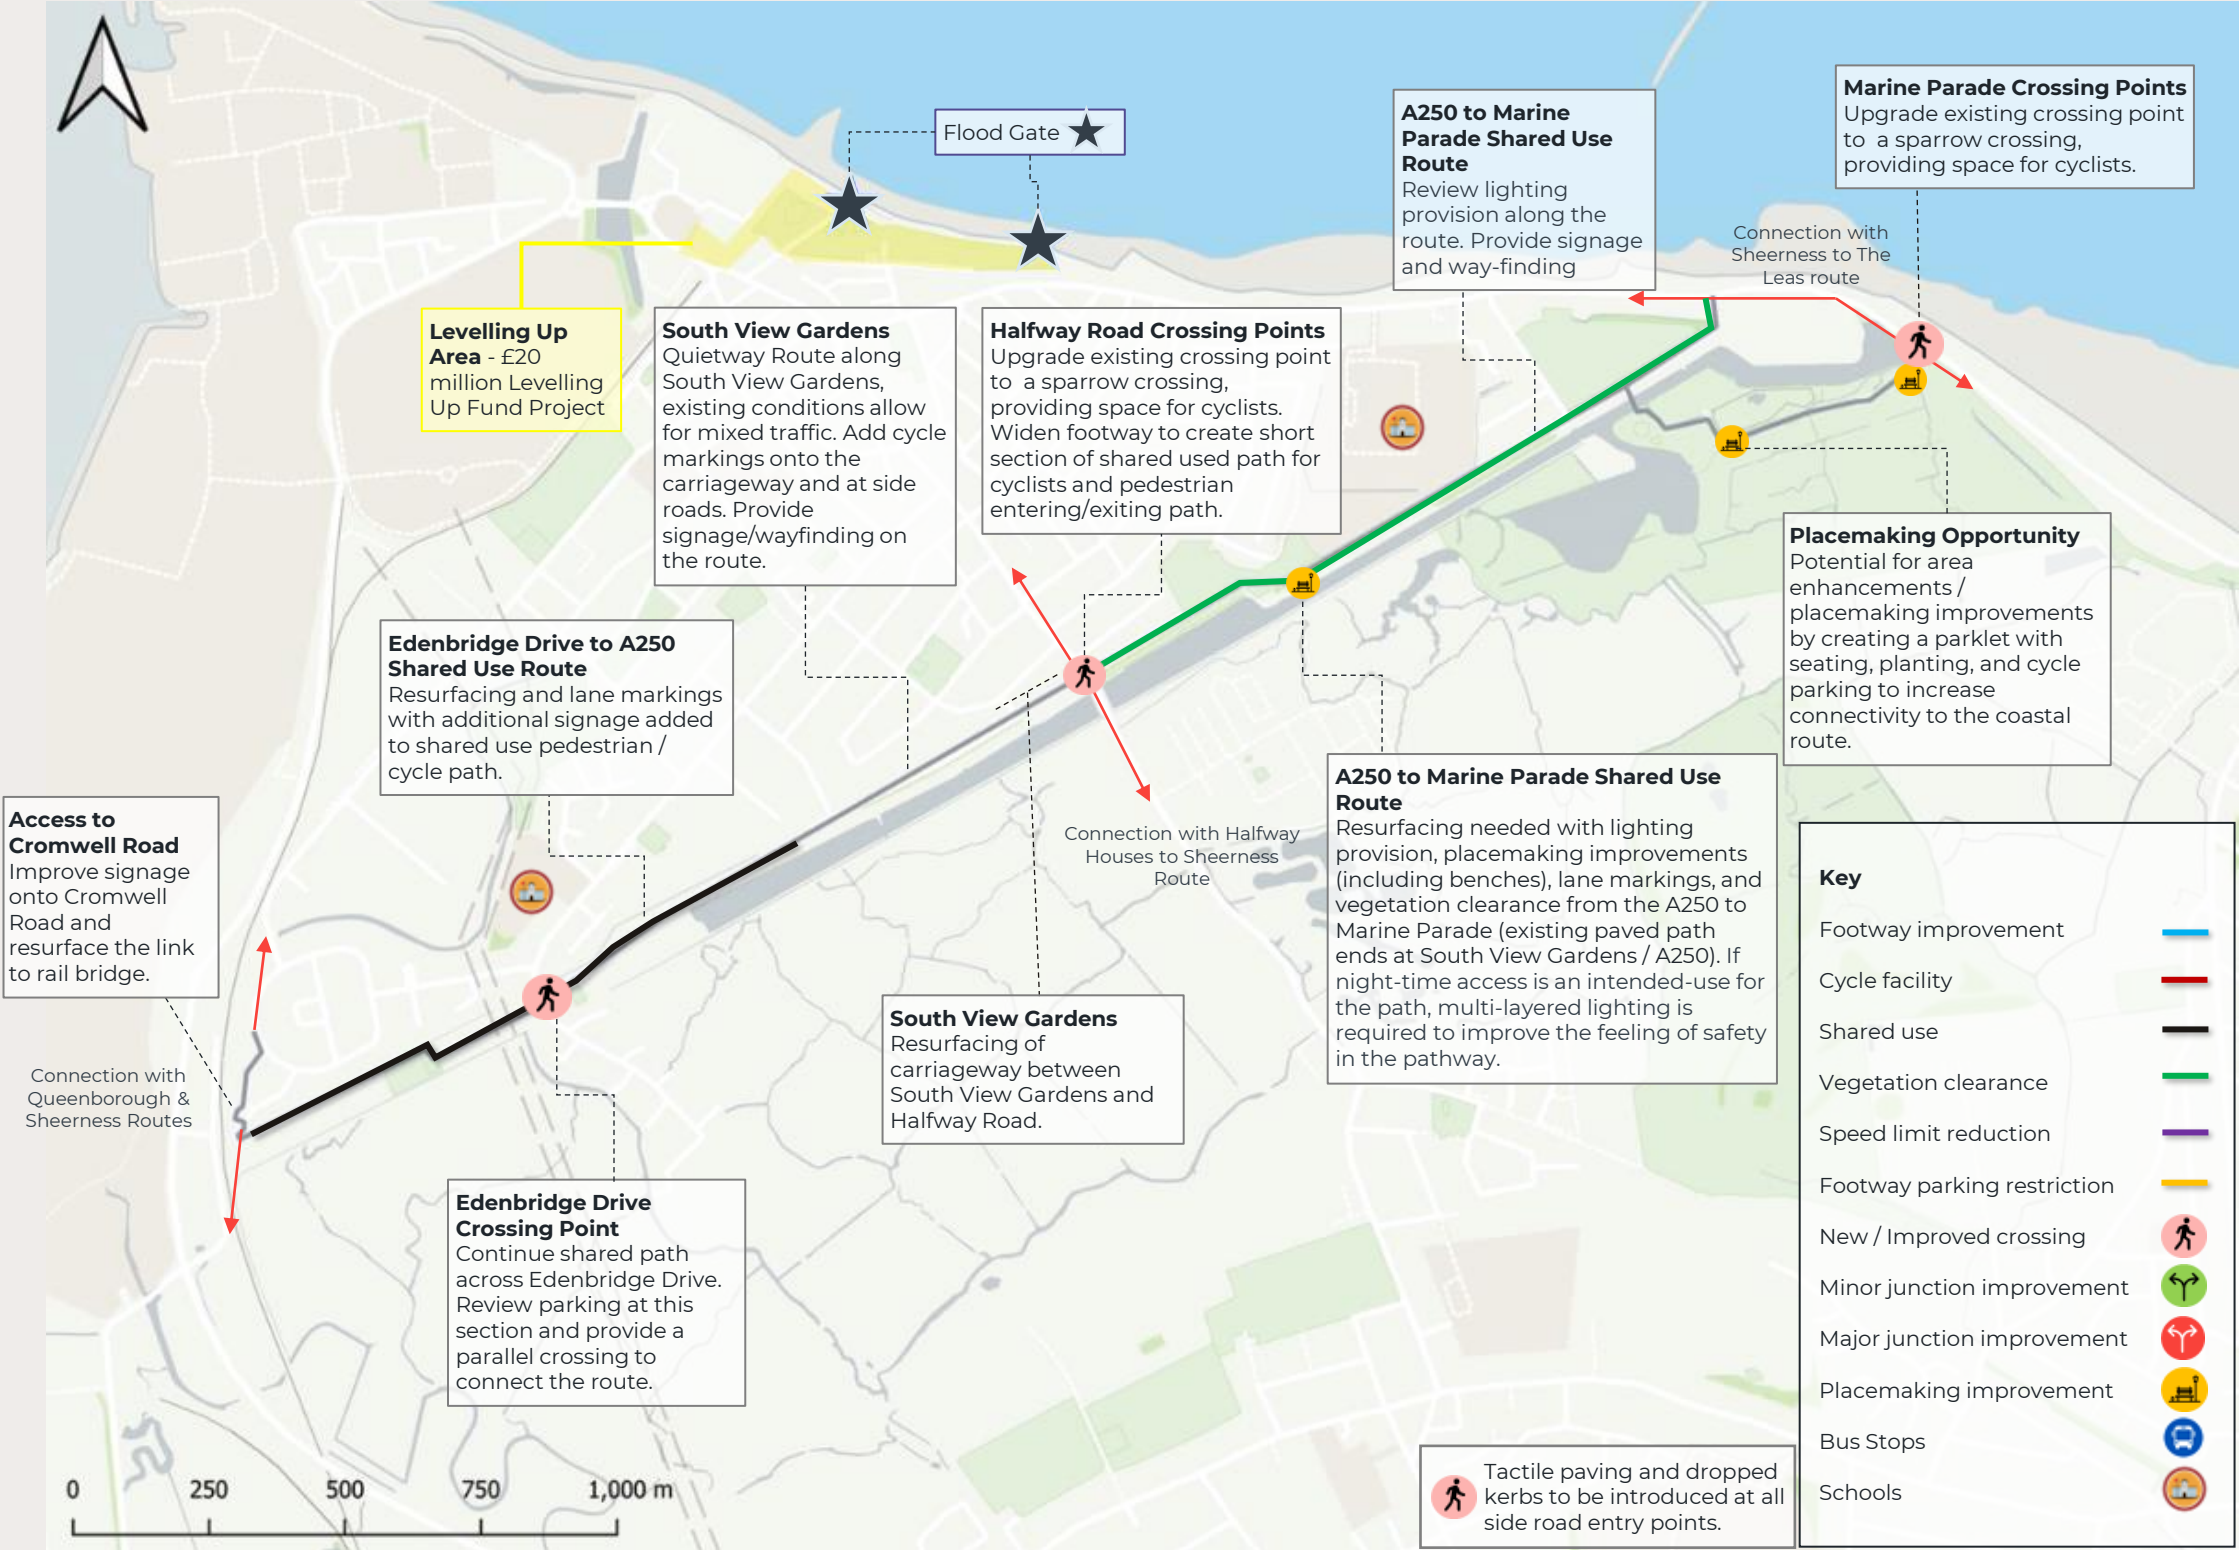 Flood Gate
A250 to Marine
Parade Shared Use
Route
Review lighting
provision along the
route. Provide signage
and way-finding
Marine Parade Crossing Points
Upgrade existing crossing point
to  a sparrow crossing,
providing space for cyclists.
Connection with
Sheerness to The
Leas route
Levelling Up
Area - £20
million Levelling
Up Fund Project
South View Gardens
Quietway Route along
South View Gardens,
existing conditions allow
for mixed traffic. Add cycle
markings onto the
carriageway and at side
roads. Provide
signage/wayfinding on
the route.
Halfway Road Crossing Points
Upgrade existing crossing point
to  a sparrow crossing,
providing space for cyclists.
Widen footway to create short
section of shared used path for
cyclists and pedestrian
entering/exiting path.
Placemaking Opportunity
Potential for area
enhancements /
placemaking improvements
by creating a parklet with
seating, planting, and cycle
parking to increase
connectivity to the coastal
route.
Edenbridge Drive to A250
Shared Use Route
Resurfacing and lane markings
with additional signage added
to shared use pedestrian /
cycle path.
Access to
Cromwell Road
Improve signage
onto Cromwell
Road and
resurface the link
to rail bridge.
Connection with Halfway
Houses to Sheerness
Route
A250 to Marine Parade Shared Use
Route
Resurfacing needed with lighting
provision, placemaking improvements
(including benches), lane markings, and
vegetation clearance from the A250 to
Marine Parade (existing paved path
ends at South View Gardens / A250). If
night-time access is an intended-use for
the path, multi-layered lighting is
required to improve the feeling of safety
in the pathway.
South View Gardens
Resurfacing of
carriageway between
South View Gardens and
Halfway Road.
Connection with
Queenborough &
Sheerness Routes
Edenbridge Drive
Crossing Point
Continue shared path
across Edenbridge Drive.
Review parking at this
section and provide a
parallel crossing to
connect the route.
Key
Footway improvement
Cycle facility
Shared use
Vegetation clearance
Speed limit reduction
Footway parking restriction
New / Improved crossing
Minor junction improvement
Major junction improvement
Placemaking improvement
Bus Stops
Schools
Tactile paving and dropped
kerbs to be introduced at all
side road entry points.
0 250 500 750 1,000 m